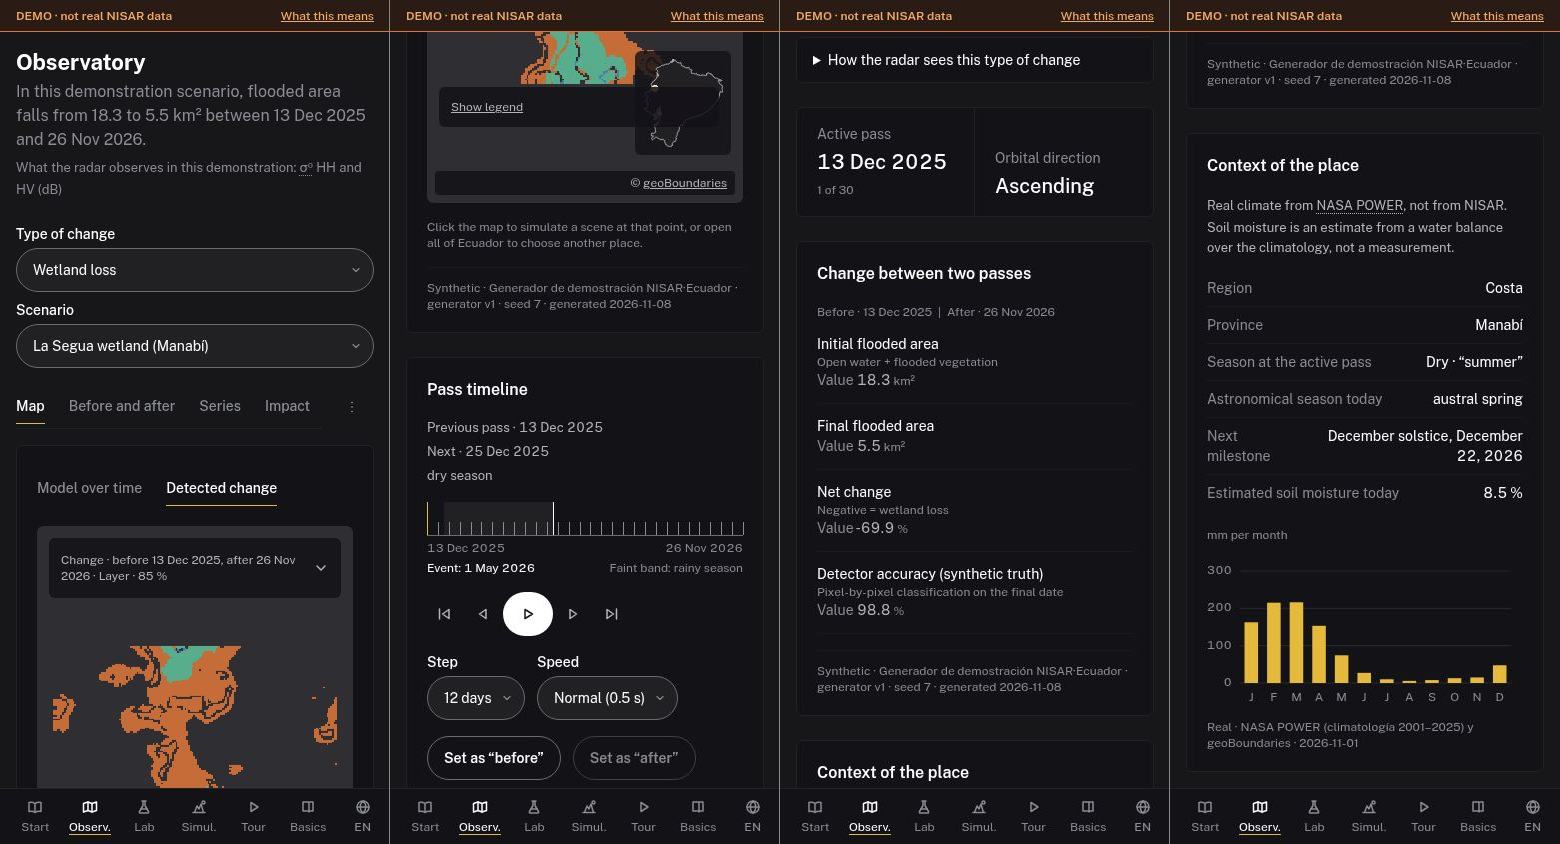 DEMO · not real NISAR data
What this means
Observatory
In this demonstration scenario, flooded area
falls from 18.3 to 5.5 km² between 13 Dec 2025
and 26 Nov 2026.
What the radar observes in this demonstration: σ⁰ HH and
HV (dB)
Type of change
Wetland loss
Scenario
La Segua wetland (Manabí)
Map
Before and after
Series
Impact
Model over time
Detected change
Change · before 13 Dec 2025, after 26 Nov
2026 · Layer · 85 %
Start
Observ.
Lab
Simul.
Tour
Basics
EN
DEMO · not real NISAR data
What this means
Show legend
© geoBoundaries
Click the map to simulate a scene at that point, or open
all of Ecuador to choose another place.
Synthetic · Generador de demostración NISAR·Ecuador ·
generator v1 · seed 7 · generated 2026-11-08
Pass timeline
Previous pass · 13 Dec 2025
Next · 25 Dec 2025
dry season
13 Dec 2025
26 Nov 2026
Event: 1 May 2026
Faint band: rainy season
Step
Speed
12 days
Normal (0.5 s)
Set as “before”
Set as “after”
Start
Observ.
Lab
Simul.
Tour
Basics
EN
DEMO · not real NISAR data
What this means
How the radar sees this type of change
Active pass
13 Dec 2025
1 of 30
Orbital direction
Ascending
Change between two passes
Before · 13 Dec 2025 | After · 26 Nov 2026
Initial flooded area
Open water + flooded vegetation
Value 18.3 km²
Final flooded area
Value 5.5 km²
Net change
Negative = wetland loss
Value -69.9 %
Detector accuracy (synthetic truth)
Pixel-by-pixel classification on the final date
Value 98.8 %
Synthetic · Generador de demostración NISAR·Ecuador ·
generator v1 · seed 7 · generated 2026-11-08
Context of the place
Start
Observ.
Lab
Simul.
Tour
Basics
EN
DEMO · not real NISAR data
What this means
Synthetic · Generador de demostración NISAR·Ecuador ·
generator v1 · seed 7 · generated 2026-11-08
Context of the place
Real climate from NASA POWER, not from NISAR.
Soil moisture is an estimate from a water balance
over the climatology, not a measurement.
Region
Costa
Province
Manabí
Season at the active pass
Dry · “summer”
Astronomical season today
austral spring
Next
milestone
December solstice, December
22, 2026
Estimated soil moisture today
8.5 %
mm per month
300
200
100
0
J F M A M J J A S O N D
Real · NASA POWER (climatología 2001–2025) y
geoBoundaries · 2026-11-01
Start
Observ.
Lab
Simul.
Tour
Basics
EN